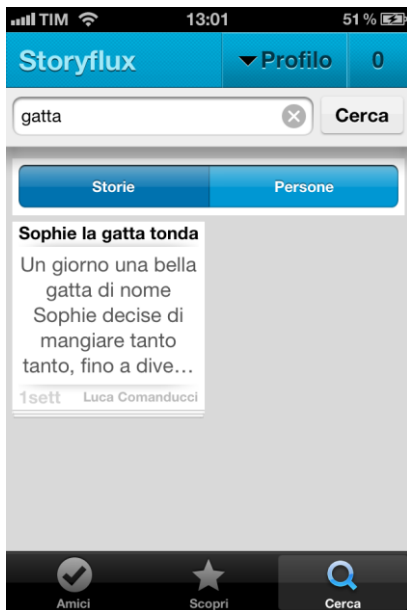 TIM 13:01 51 %
Storyflux Profilo 0
gatta Cerca
Storie Persone
Sophie la gatta tonda
Un giorno una bella
gatta di nome
Sophie decise di
mangiare tanto
tanto, fino a dive…
1sett Luca Comanducci
Amici Scopri Cerca